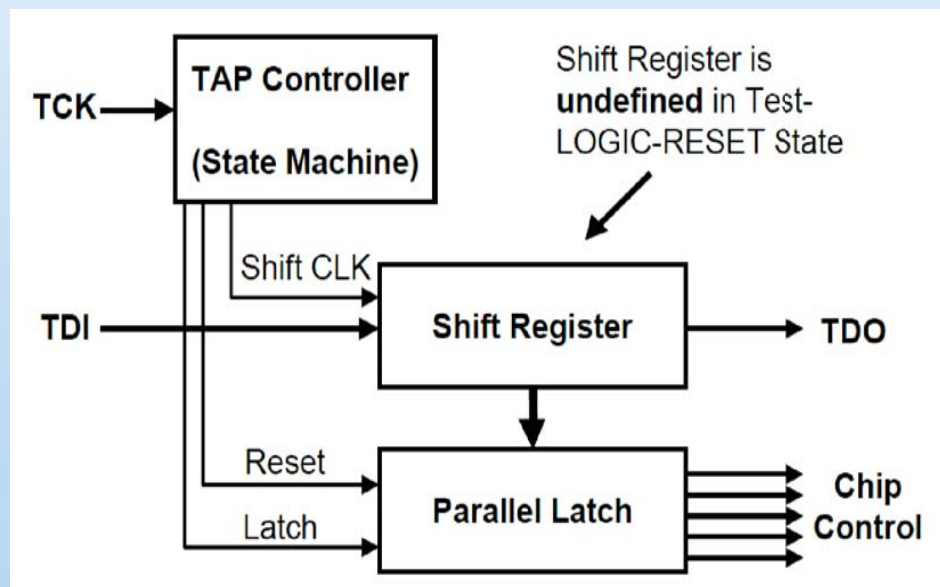 TAP Controller
(State Machine)
TCK
Shift Register is
undefined in Test-
LOGIC-RESET State
Shift CLK
TDI
Shift Register
TDO
Reset
Latch
Parallel Latch
Chip
Control